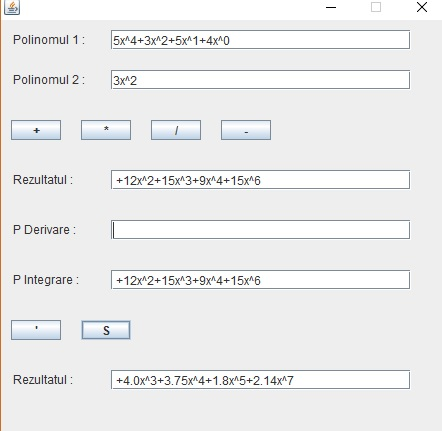 Polinomul 1 : 5x^4+3x^2+5x^1+4x^0
Polinomul 2 : 3x^2
+ * / -
Rezultatul : +12x^2+15x^3+9x^4+15x^6
P Derivare :
P Integrare : +12x^2+15x^3+9x^4+15x^6
' S
Rezultatul : +4.0x^3+3.75x^4+1.8x^5+2.14x^7